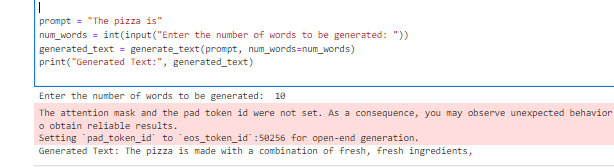 prompt = "The pizza is"
num_words = int(input("Enter the number of words to be generated: "))
generated_text = generate_text(prompt, num_words=num_words)
print("Generated Text:", generated_text)
Enter the number of words to be generated: 10
The attention mask and the pad token id were not set. As a consequence, you may observe unexpected behavior
o obtain reliable results.
Setting `pad_token_id` to `eos_token_id`:50256 for open-end generation.
Generated Text: The pizza is made with a combination of fresh, fresh ingredients,